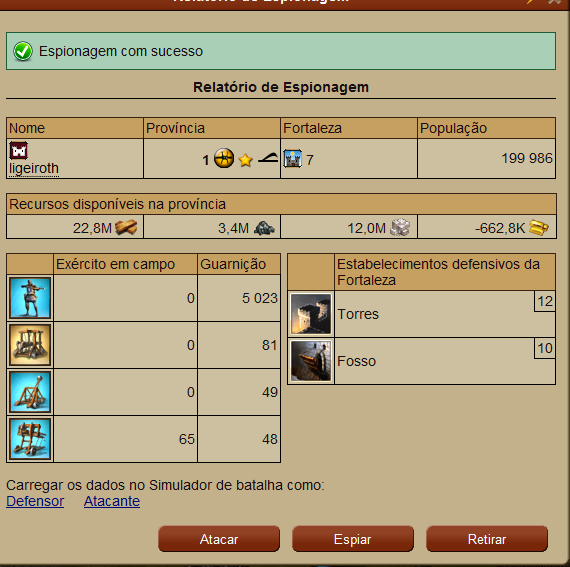 Relatório de Espionagem
Espionagem com sucesso
Relatório de Espionagem
Nome Província Fortaleza População
ligeiroth 1 7 199 986
Recursos disponíveis na província
22,8M 3,4M 12,0M -662,8K
Exército em campo Guarnição
0 5 023
0 81
0 49
65 48
Estabelecimentos defensivos da
Fortaleza
Torres 12
Fosso 10
Carregar os dados no Simulador de batalha como:
Defensor Atacante
Atacar Espiar Retirar